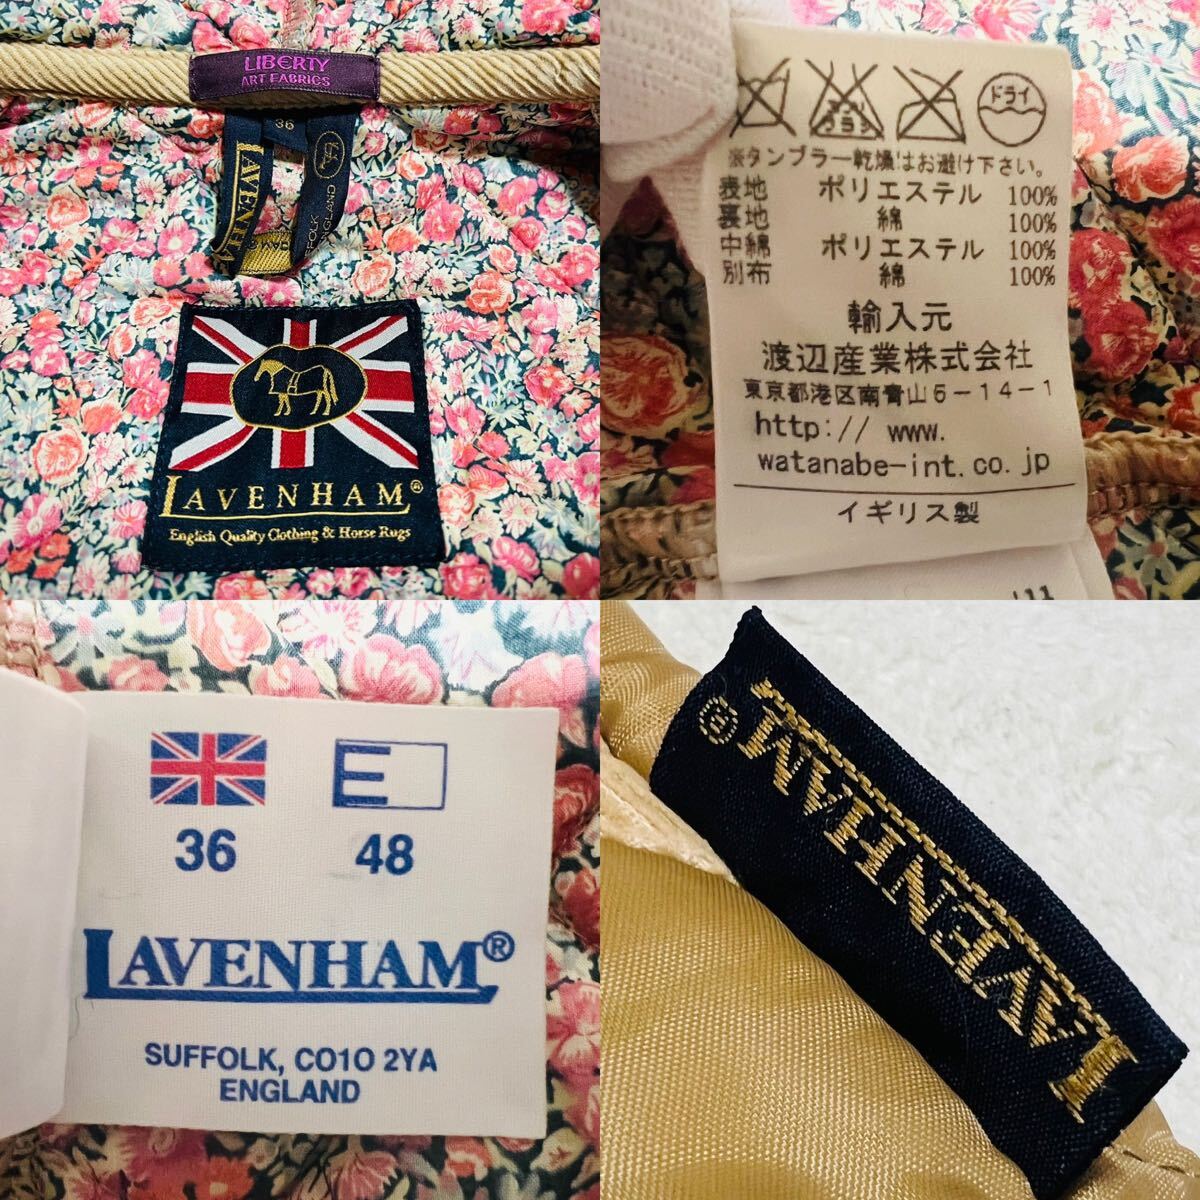 LIBERTY
ART FABRICS
36
LAVENHAM
FOLK
ENGLAND
LAVENHAM®
English Quality Clothing & Horse Rugs
エンソ
ドライ
※タンブラー乾燥はお避け下さい。
表地 ポリエステル 100%
裏地 綿 100%
中綿 ポリエステル 100%
別布 綿 100%
輸入元
渡辺産業株式会社
東京都港区南青山5-14-1
http:// www.
watanabe-int.co.jp
イギリス製
36
E
48
LAVENHAM®
SUFFOLK, CO10 2YA
ENGLAND
LAVENHAM®